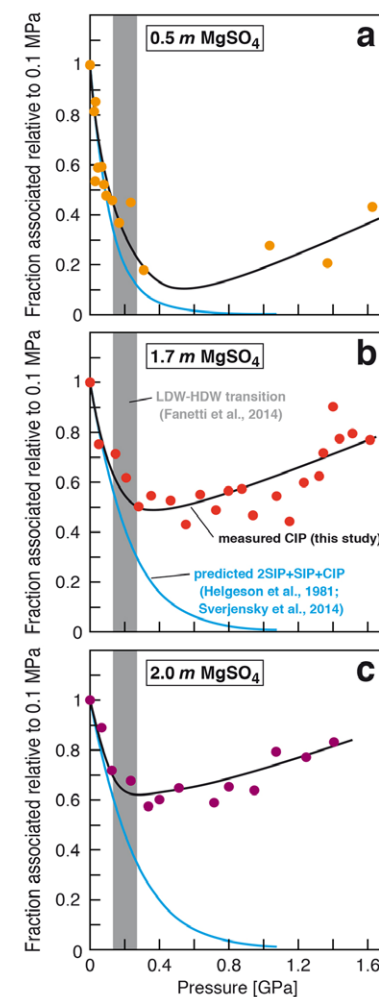 0.5 m MgSO4
a
Fraction associated relative to 0.1 MPa
1
0.8
0.6
0.4
0.2
0
1.7 m MgSO4
b
LDW-HDW transition
(Fanetti et al., 2014)
Fraction associated relative to 0.1 MPa
1
0.8
0.6
0.4
0.2
0
measured CIP (this study)
predicted 2SIP+SIP+CIP
(Helgeson et al., 1981;
Sverjensky et al., 2014)
2.0 m MgSO4
c
Fraction associated relative to 0.1 MPa
1
0.8
0.6
0.4
0.2
0
0 0.4 0.8 1.2 1.6
Pressure [GPa]